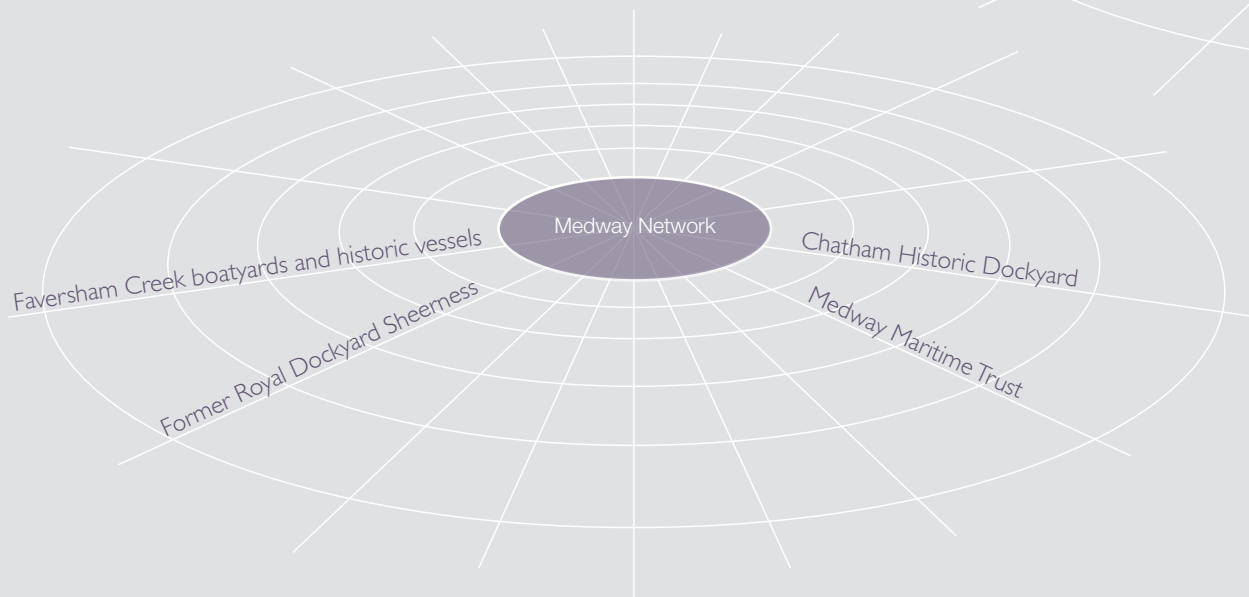 Medway Network
Faversham Creek boatyards and historic vessels
Chatham Historic Dockyard
Former Royal Dockyard Sheerness
Medway Maritime Trust